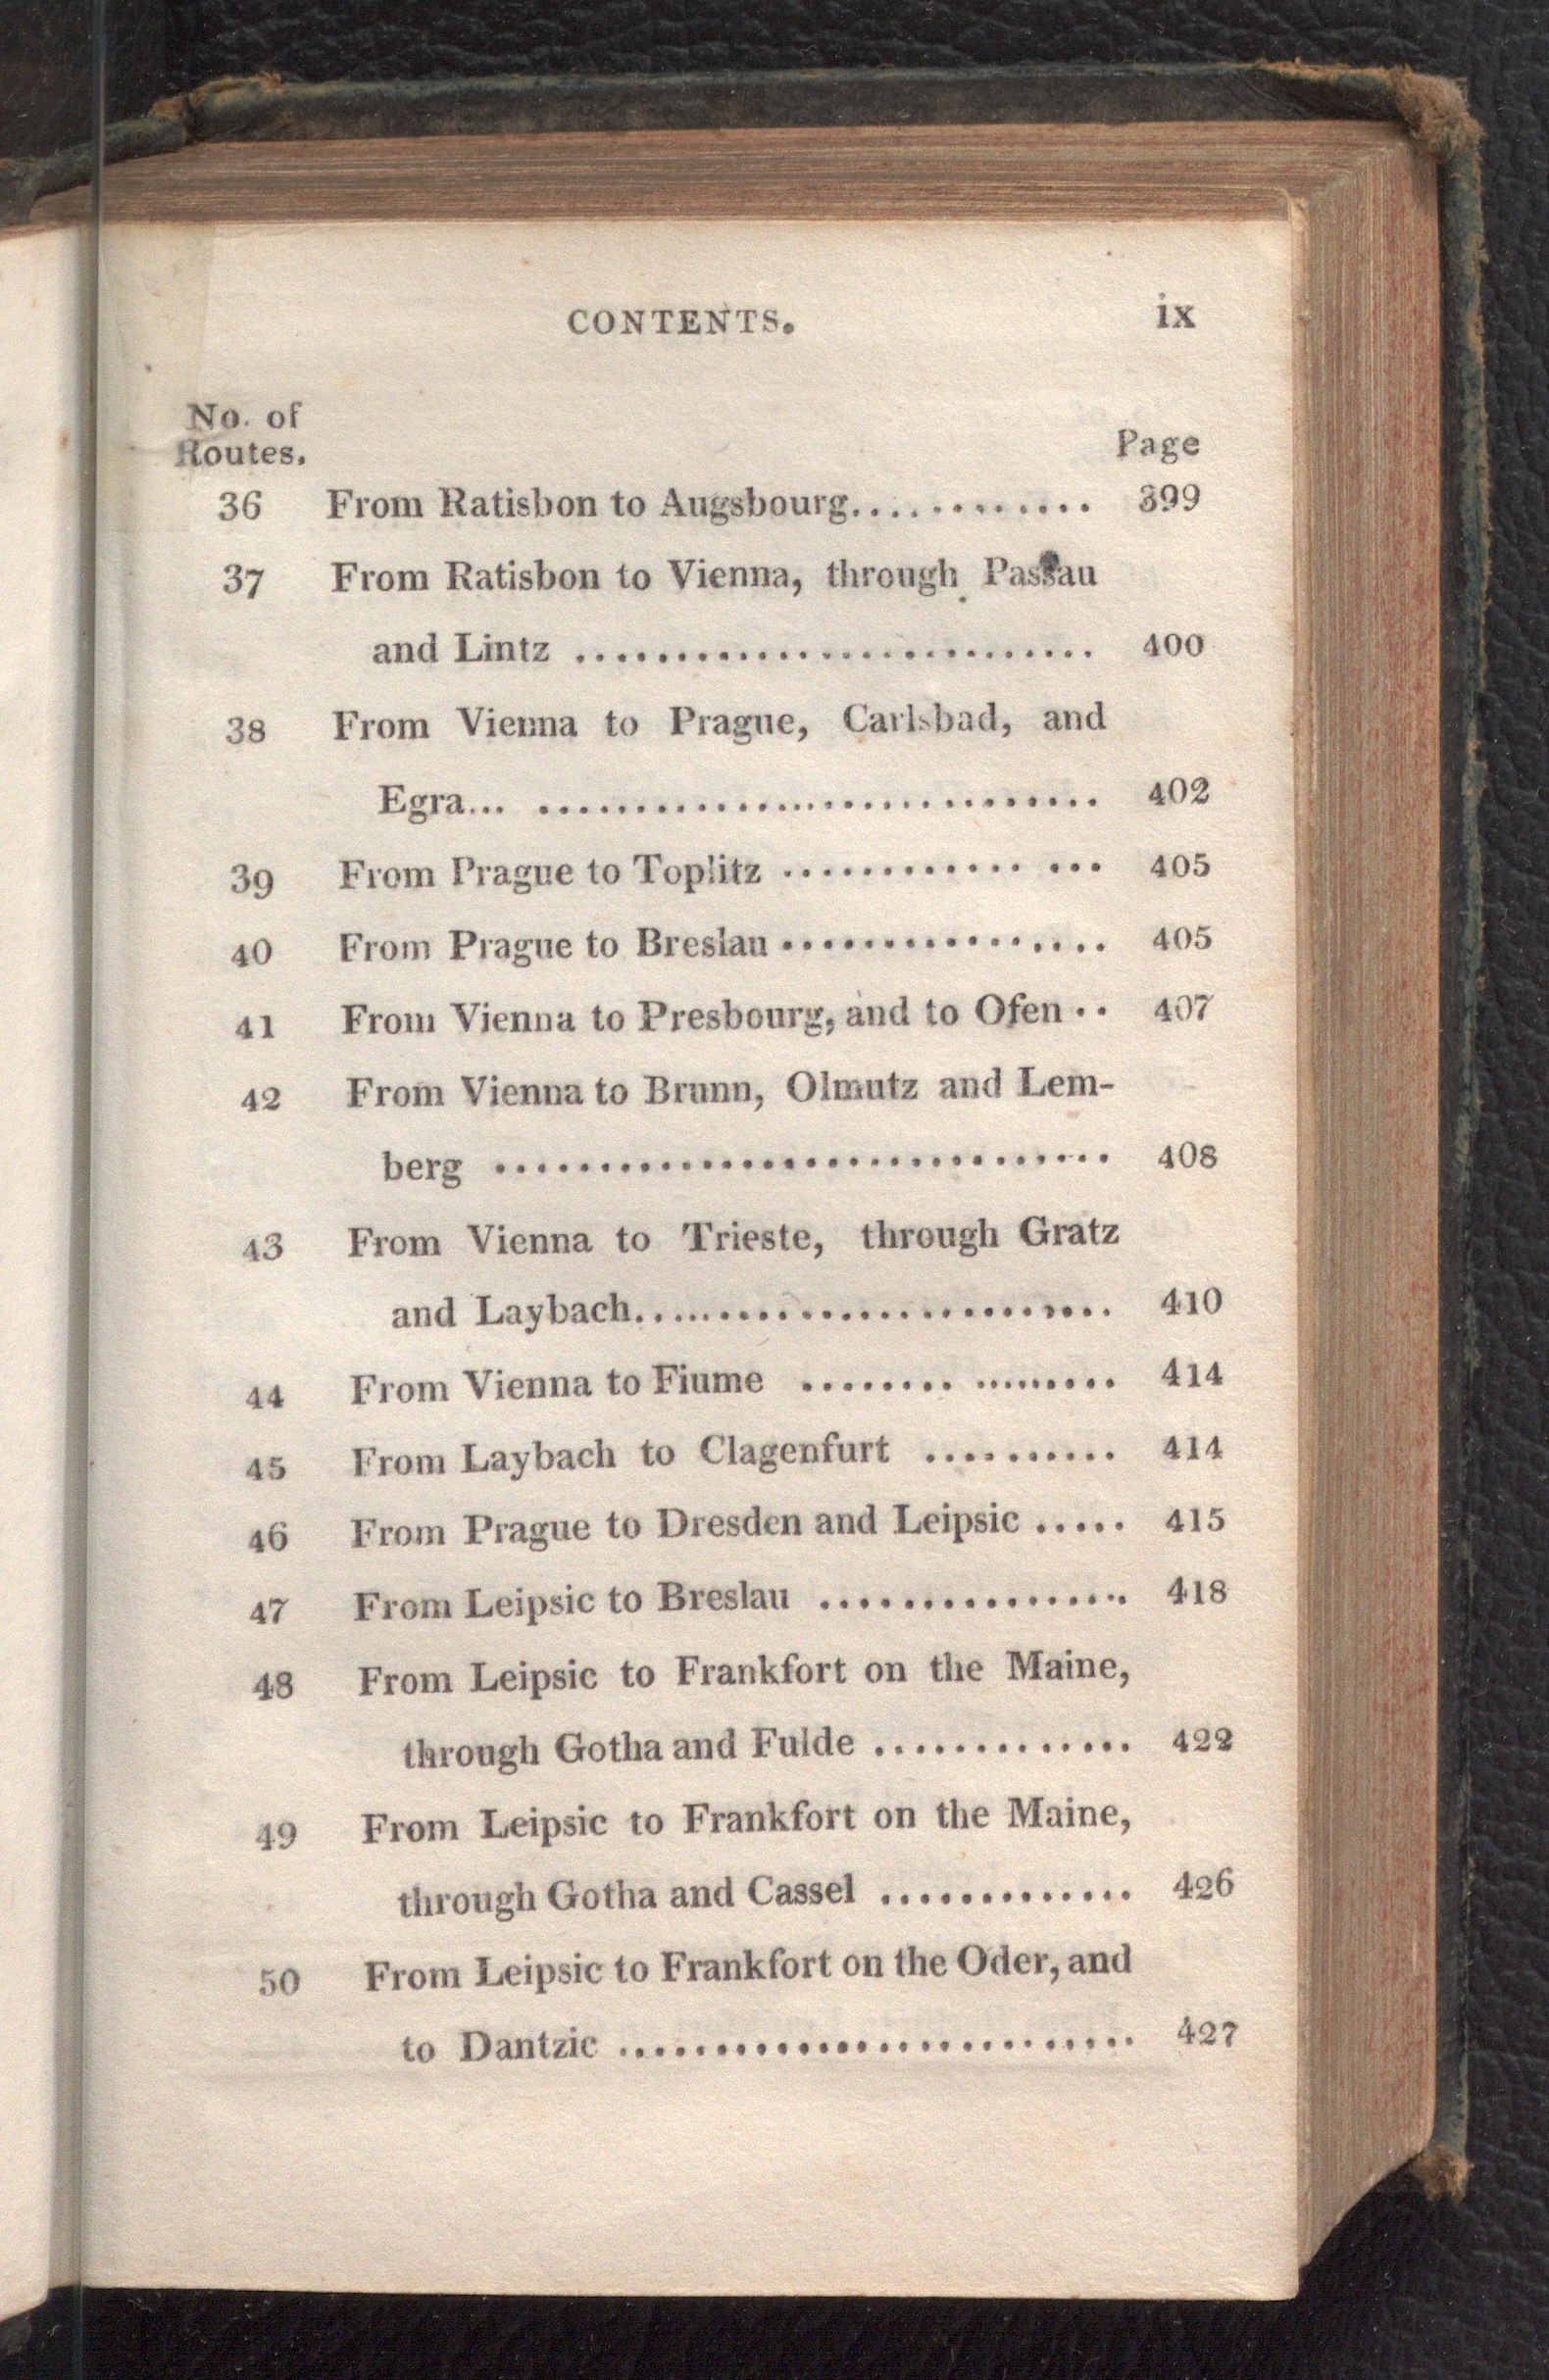 CONTENTS. ix
No. of
Routes. Page
36 From Ratisbon to Augsbourg............. 399
37 From Ratisbon to Vienna, through Passau
and Lintz .......................... 400
38 From Vienna to Prague, Carlsbad, and
Egra... ............................. 402
39 From Prague to Toplitz ............ ... 405
40 From Prague to Breslau ................ 405
41 From Vienna to Presbourg, and to Ofen .. 407
42 From Vienna to Brunn, Olmutz and Lem-
berg .............................. 408
43 From Vienna to Trieste, through Gratz
and Laybach........................ 410
44 From Vienna to Fiume ........ ......... 414
45 From Laybach to Clagenfurt .......... 414
46 From Prague to Dresden and Leipsic ..... 415
47 From Leipsic to Breslau ................ 418
48 From Leipsic to Frankfort on the Maine,
through Gotha and Fulde ............. 422
49 From Leipsic to Frankfort on the Maine,
through Gotha and Cassel ............. 426
50 From Leipsic to Frankfort on the Oder, and
to Dantzic .......................... 427